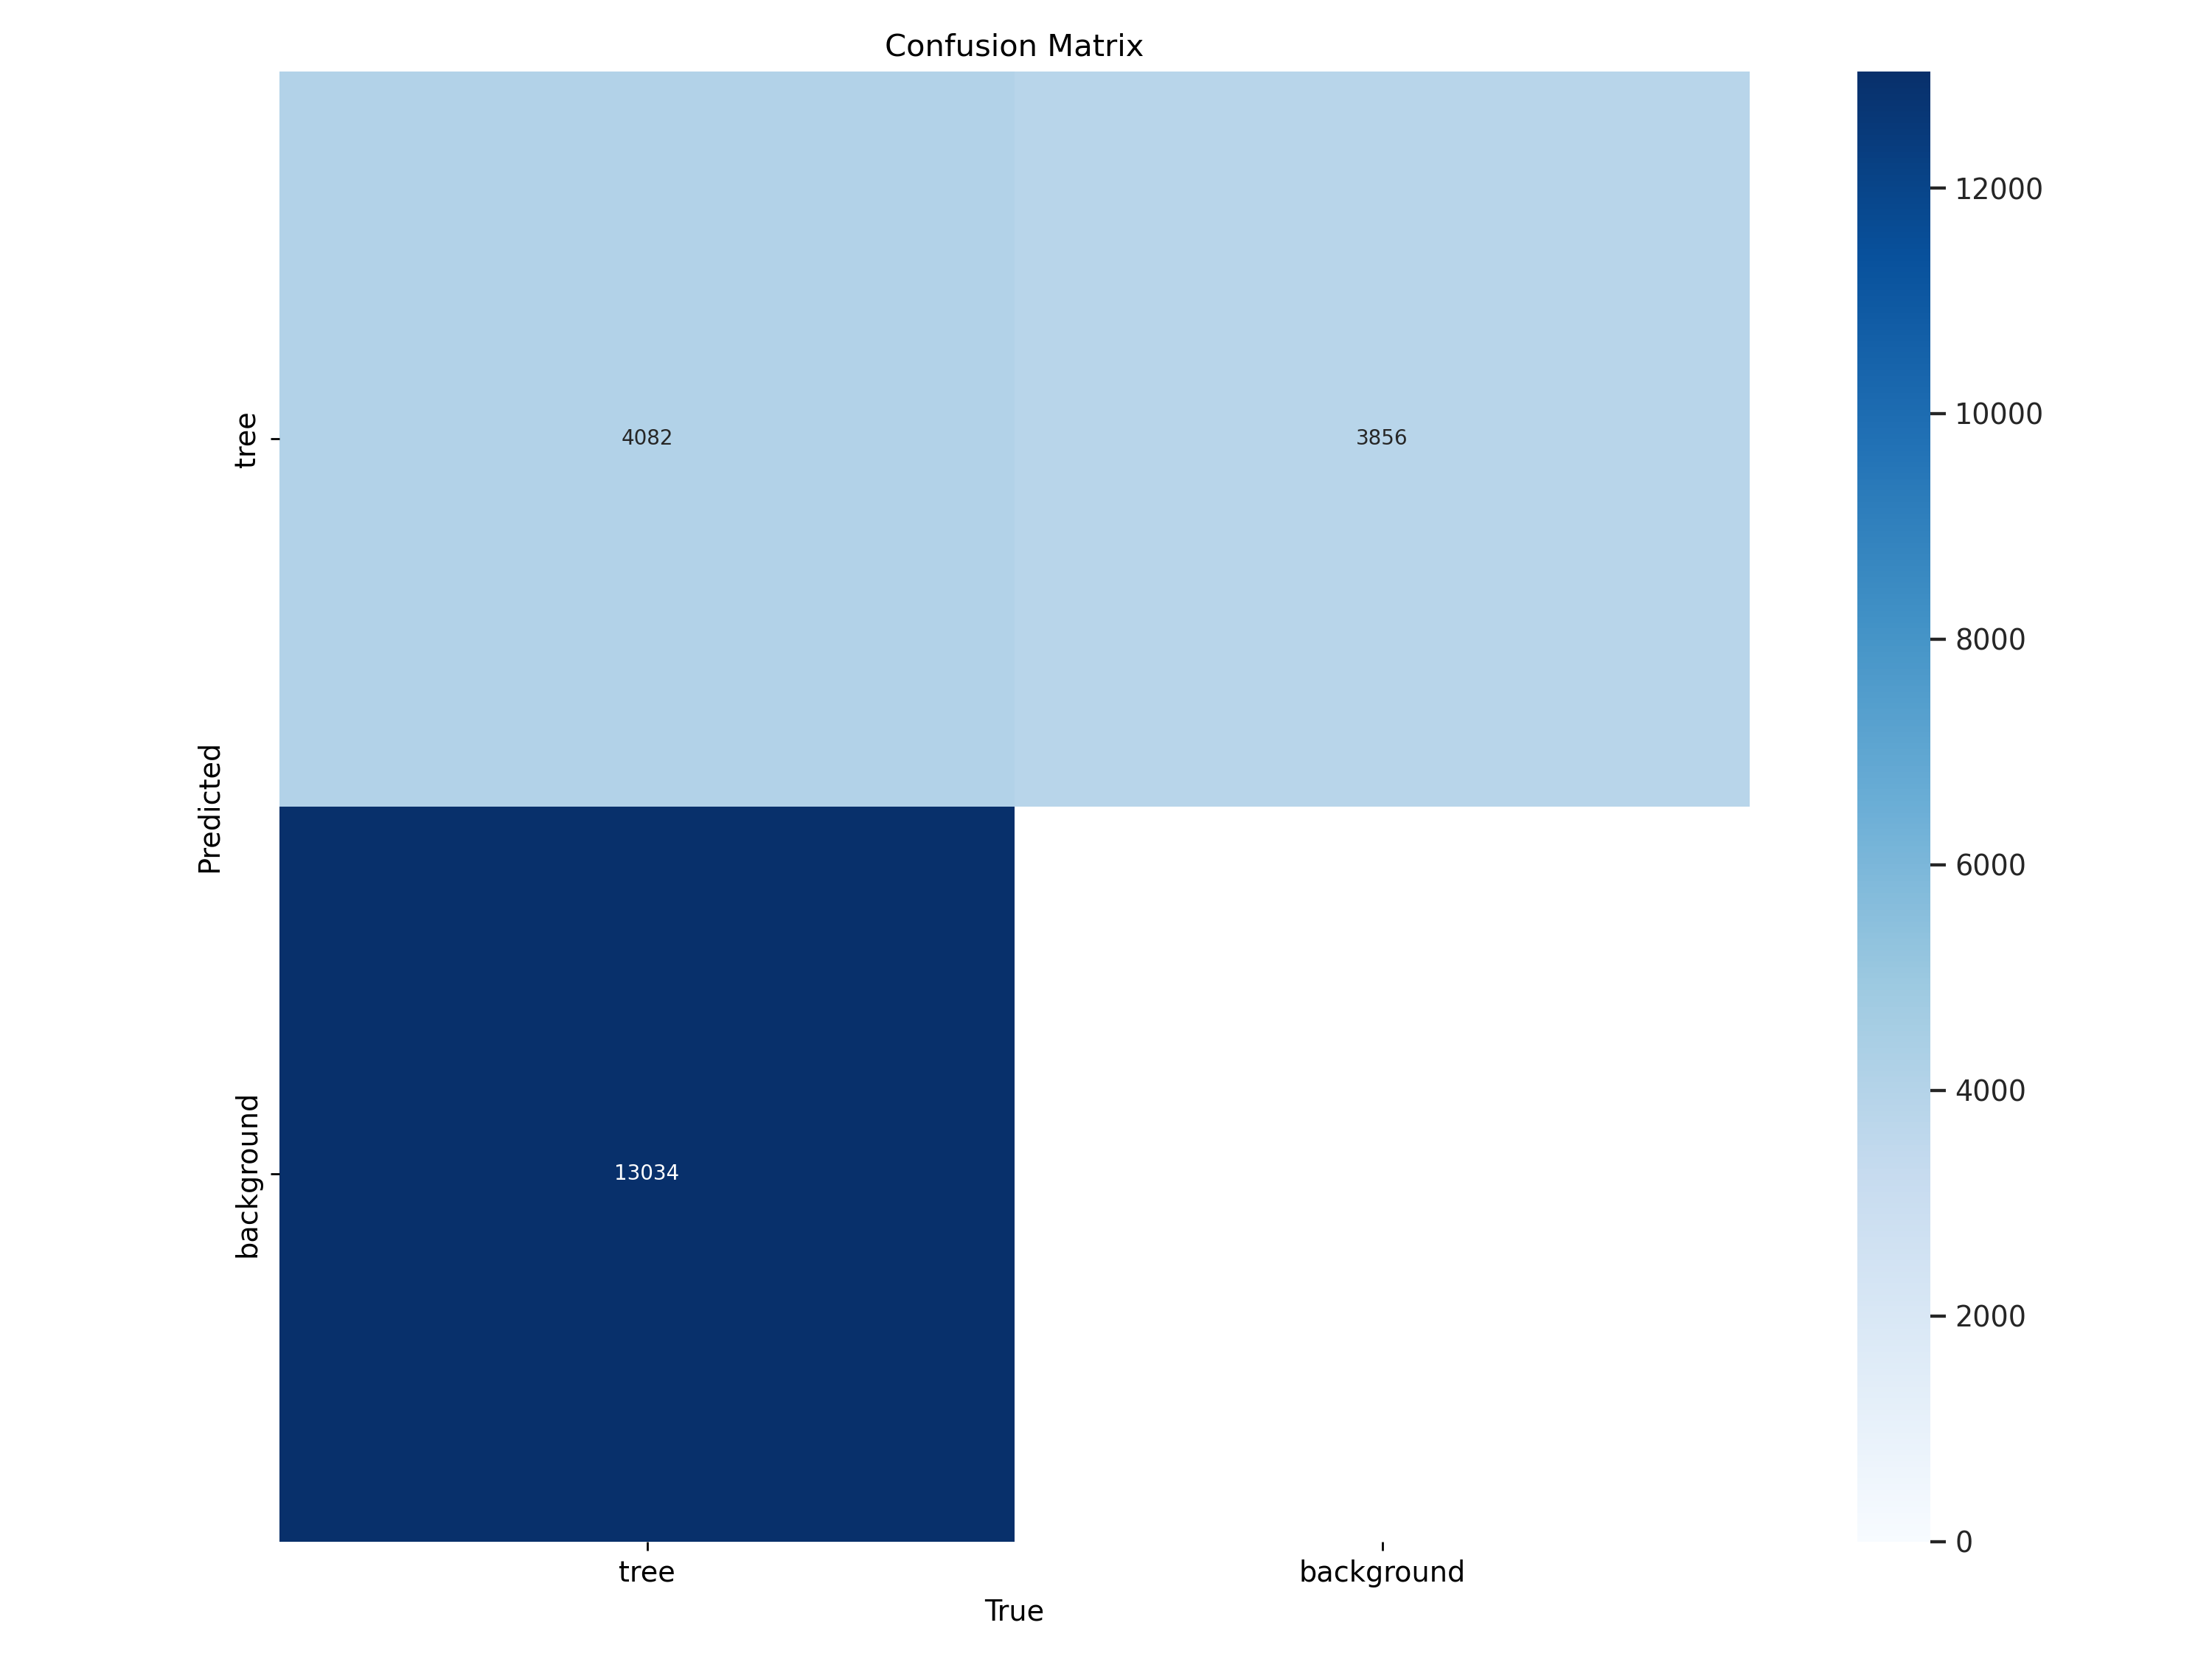 Confusion Matrix
tree
4082
3856
Predicted
background
13034
tree
background
True
12000
10000
8000
6000
4000
2000
0